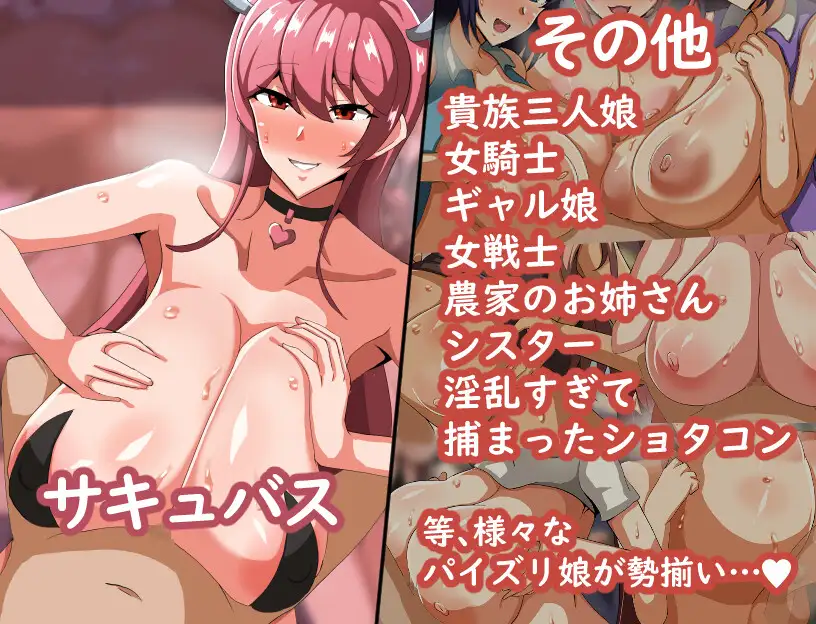 サキュバス
その他
貴族三人娘
女騎士
ギャル娘
女戦士
農家のお姉さん
シスター
淫乱すぎて
捕まったショタコン
等、様々な
パイズリ娘が勢揃い…♥